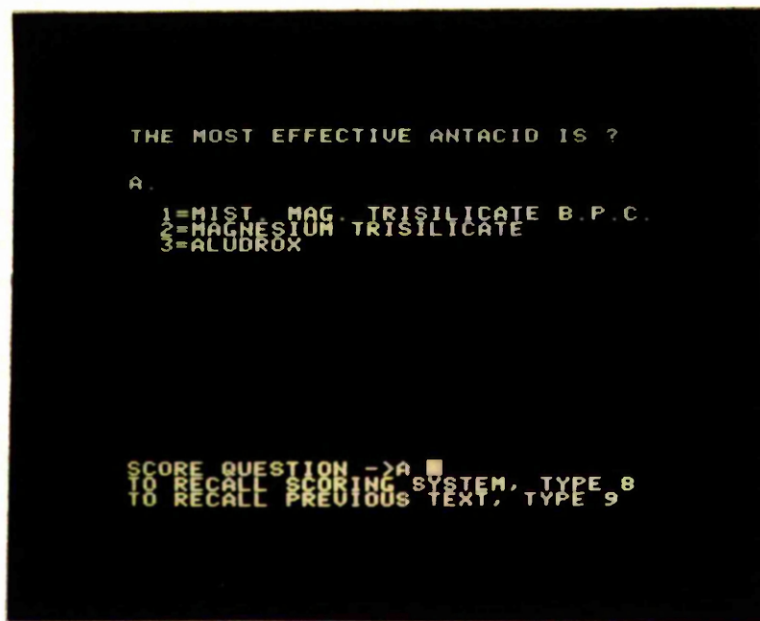 THE MOST EFFECTIVE ANTACID IS ?
A.
1=MIST. MAG. TRISILICATE B.P.C.
2=MAGNESIUM TRISILICATE
3=ALUDROX
SCORE QUESTION ->A
TO RECALL SCORING SYSTEM, TYPE 8
TO RECALL PREVIOUS TEXT, TYPE 9